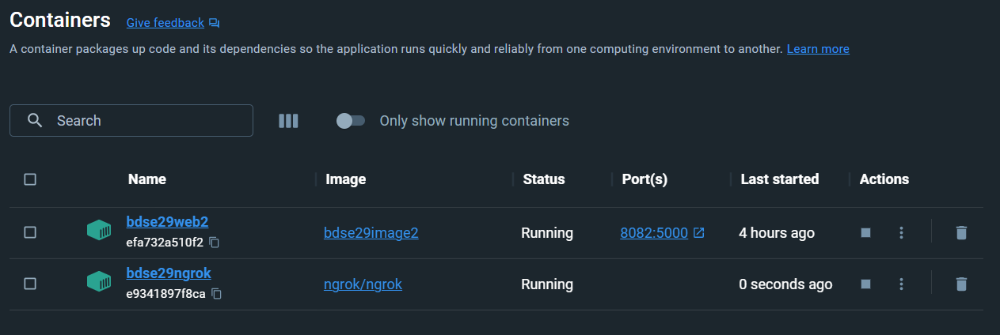 Containers Give feedback
A container packages up code and its dependencies so the application runs quickly and reliably from one computing environment to another. Learn more
Search Only show running containers
Name Image Status Port(s) Last started Actions
bdse29web2
efa732a510f2
bdse29image2 Running 8082:5000 4 hours ago
bdse29ngrok
e9341897f8ca
ngrok/ngrok Running 0 seconds ago